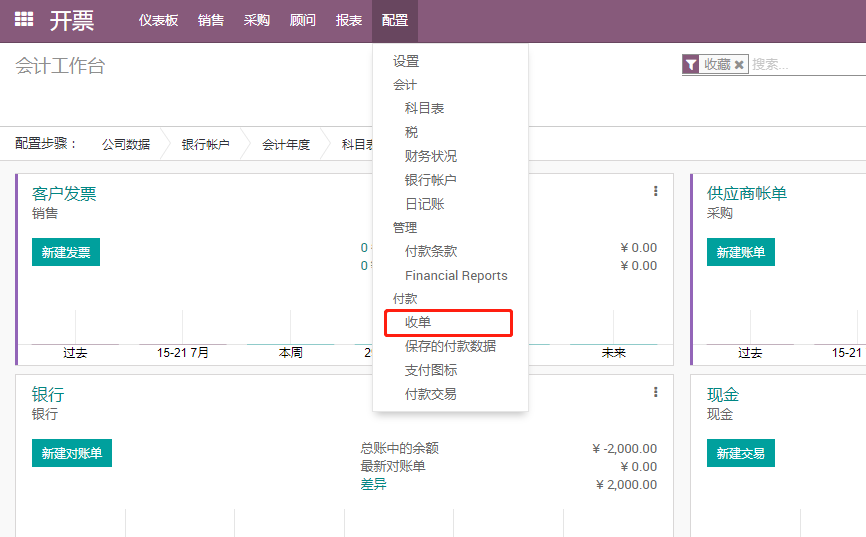 开票 仪表板 销售 采购 顾问 报表 配置
会计工作台
收藏 搜索...
设置
会计
科目表
税
财务状况
银行帐户
日记账
管理
付款条款
Financial Reports
付款
收单
保存的付款数据
支付图标
付款交易
配置步骤： 公司数据 银行帐户 会计年度 科目表
客户发票
销售
新建发票
0
0
¥ 0.00
¥ 0.00
过去 15-21 7月 本周 未来
供应商帐单
采购
新建账单
过去 15-21
银行
银行
新建对账单
总账中的余额 ¥ -2,000.00
最新对账单 ¥ 0.00
差异 ¥ 2,000.00
现金
现金
新建交易